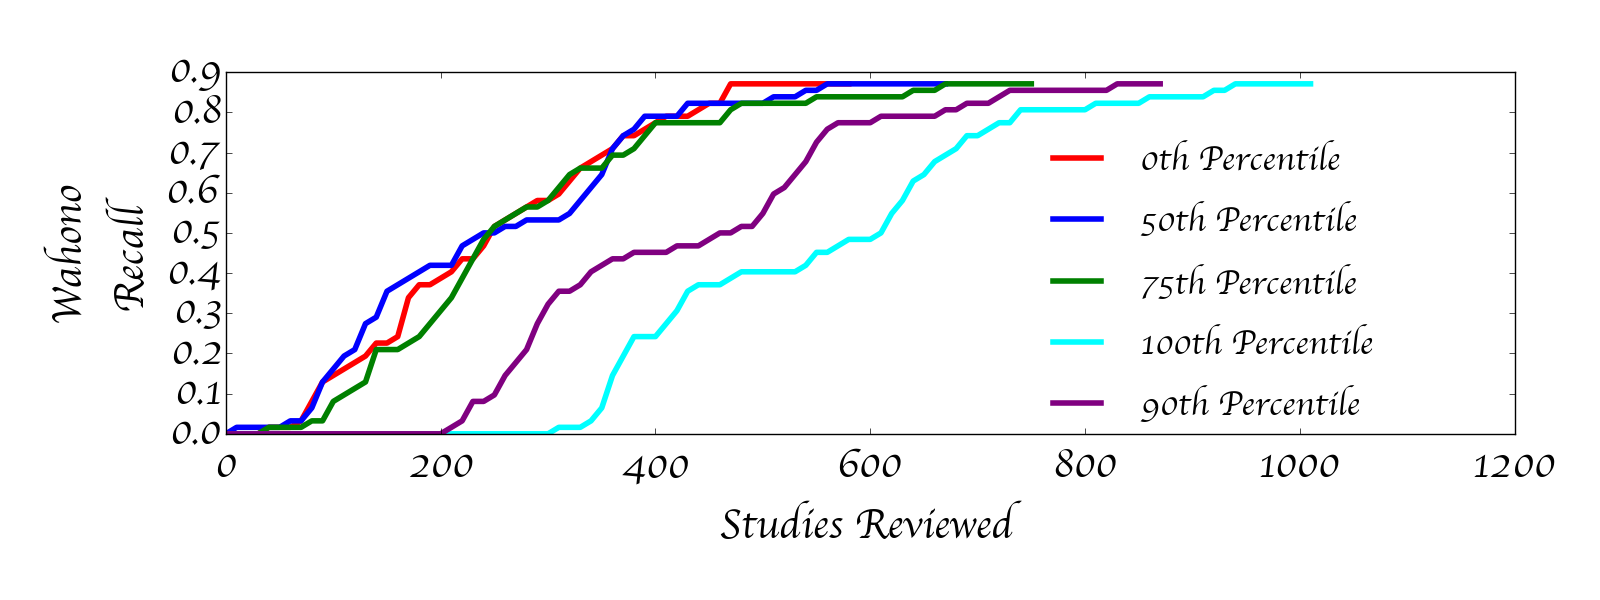 Wahono
Recall
0.9
0.8
0.7
0.6
0.5
0.4
0.3
0.2
0.1
0.0
0 200 400 600 800 1000 1200
Studies Reviewed
0th Percentile
50th Percentile
75th Percentile
100th Percentile
90th Percentile